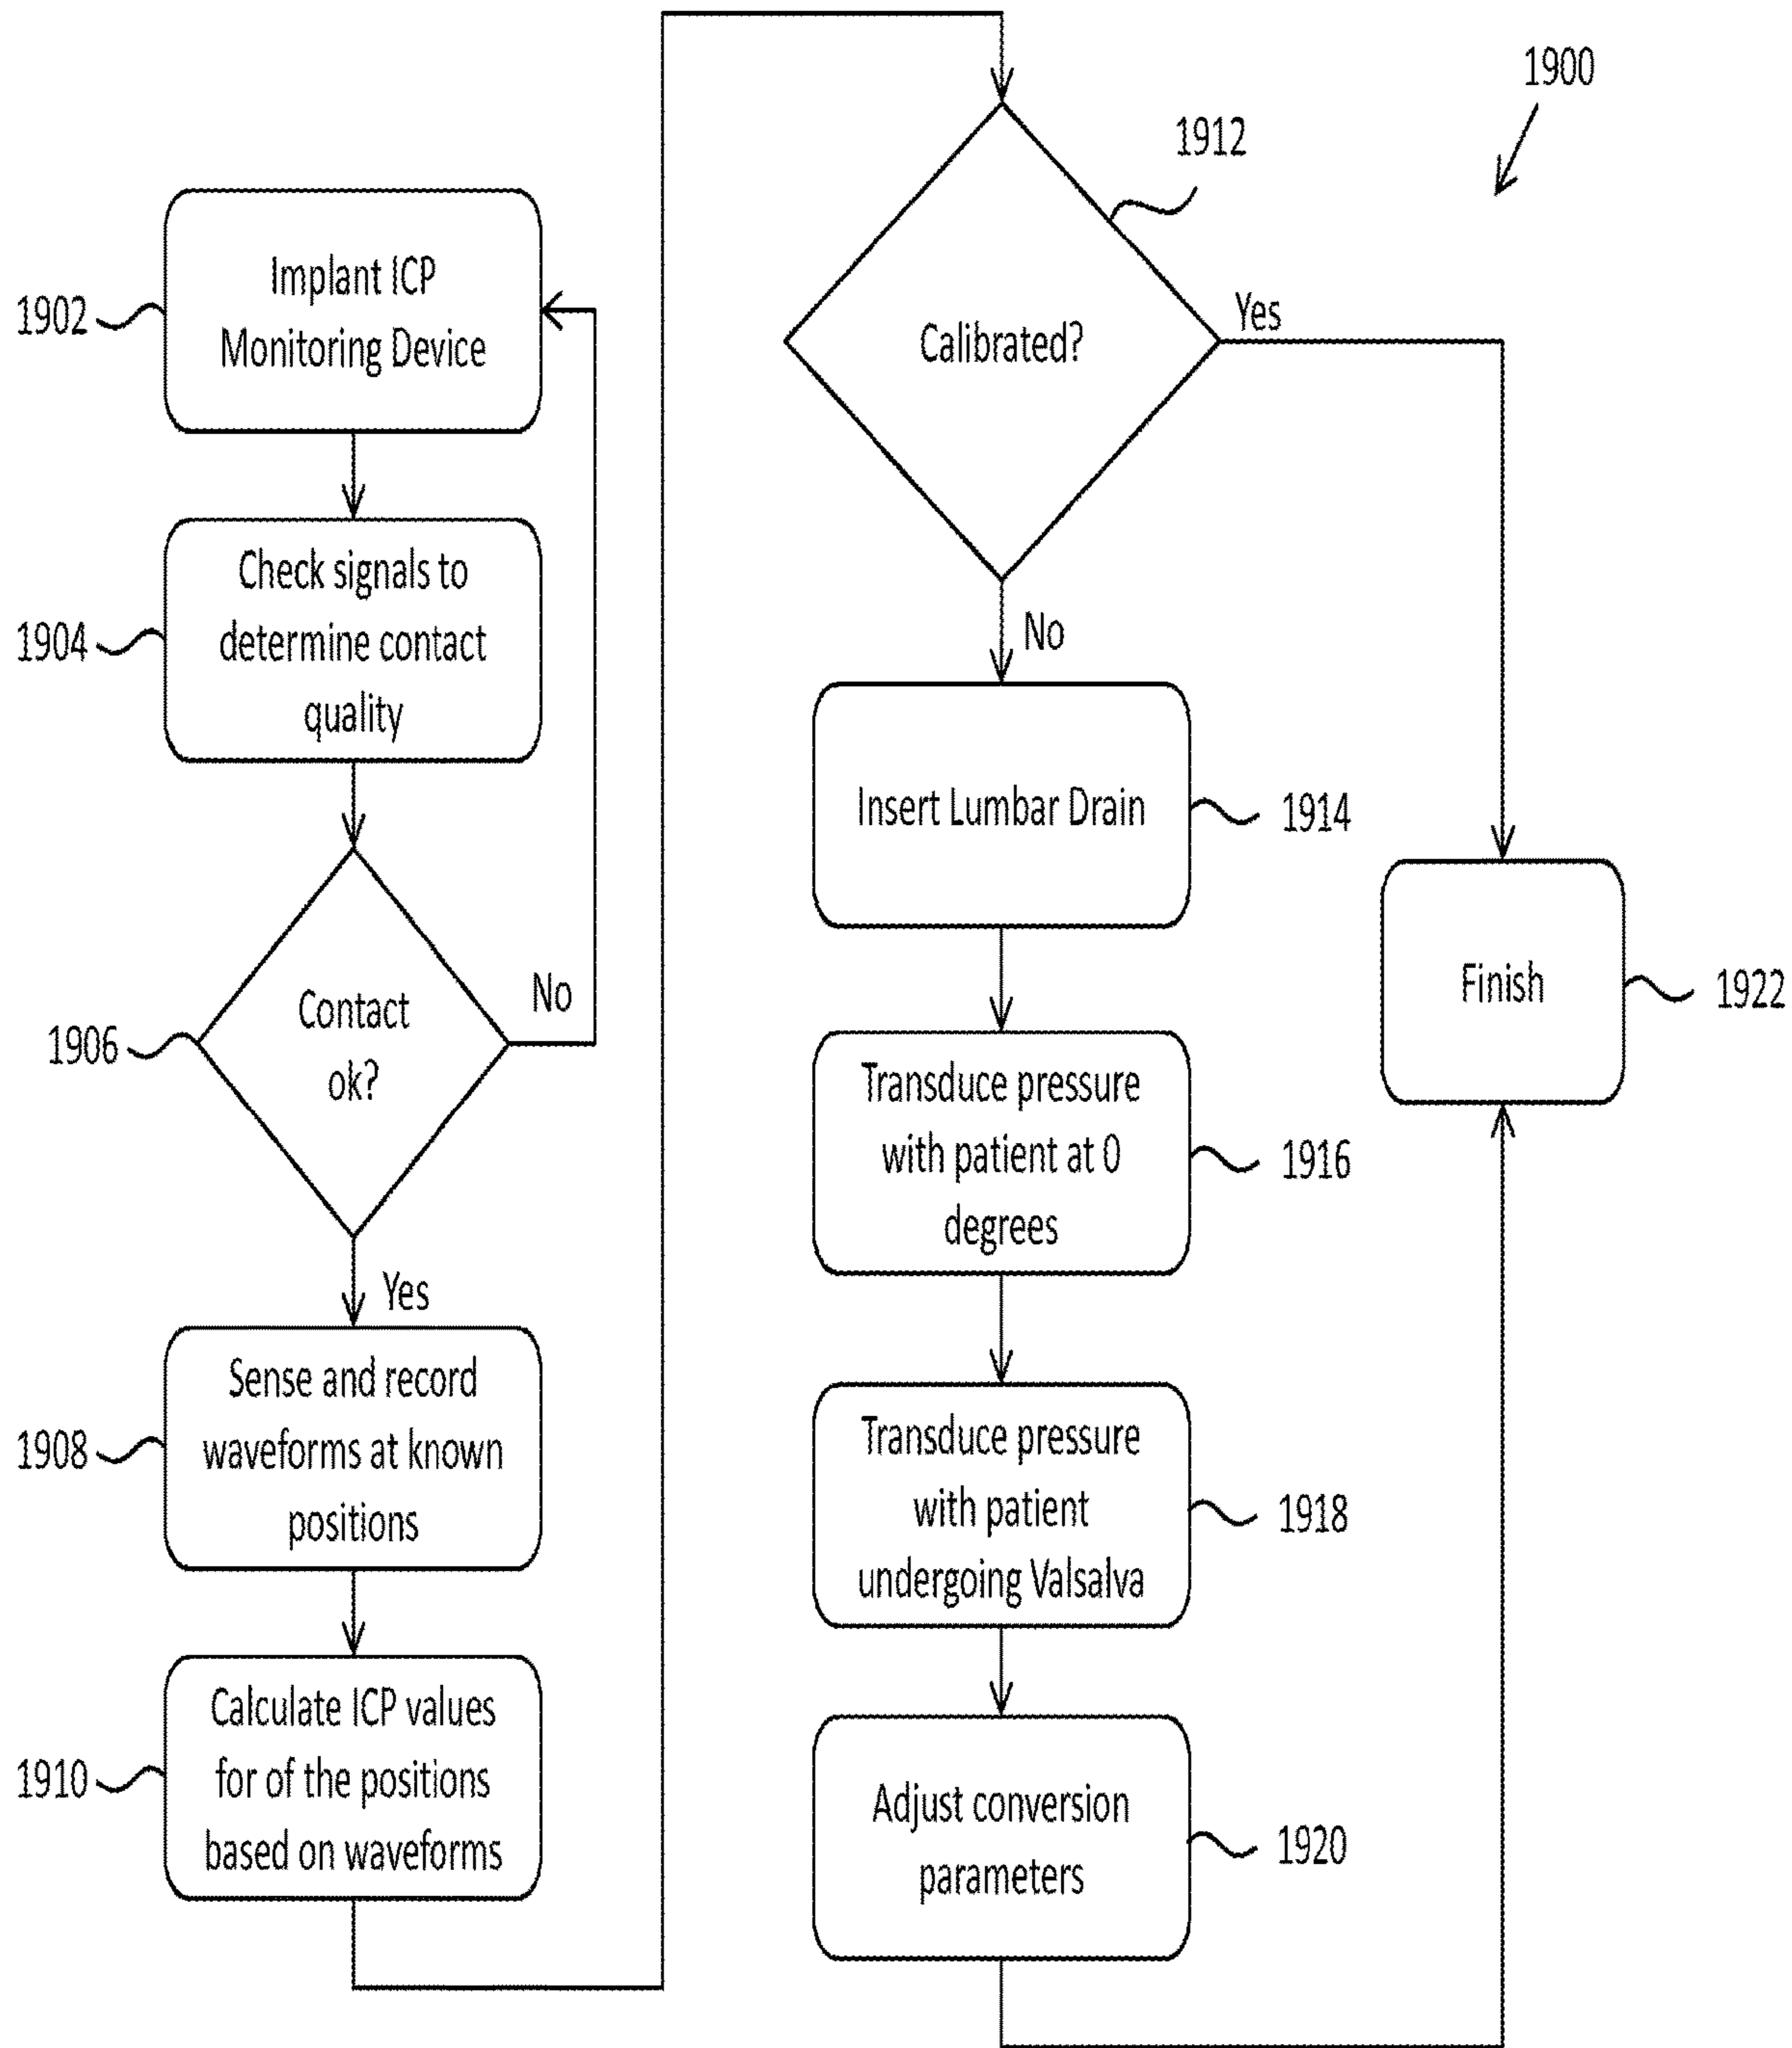 1900
1902
Implant ICP
Monitoring Device
1904
Check signals to
determine contact
quality
1906
Contact
ok?
No
Yes
1908
Sense and record
waveforms at known
positions
1910
Calculate ICP values
for of the positions
based on waveforms
1912
Calibrated?
Yes
No
Insert Lumbar Drain
1914
Transduce pressure
with patient at 0
degrees
1916
Transduce pressure
with patient
undergoing Valsalva
1918
Adjust conversion
parameters
1920
Finish
1922